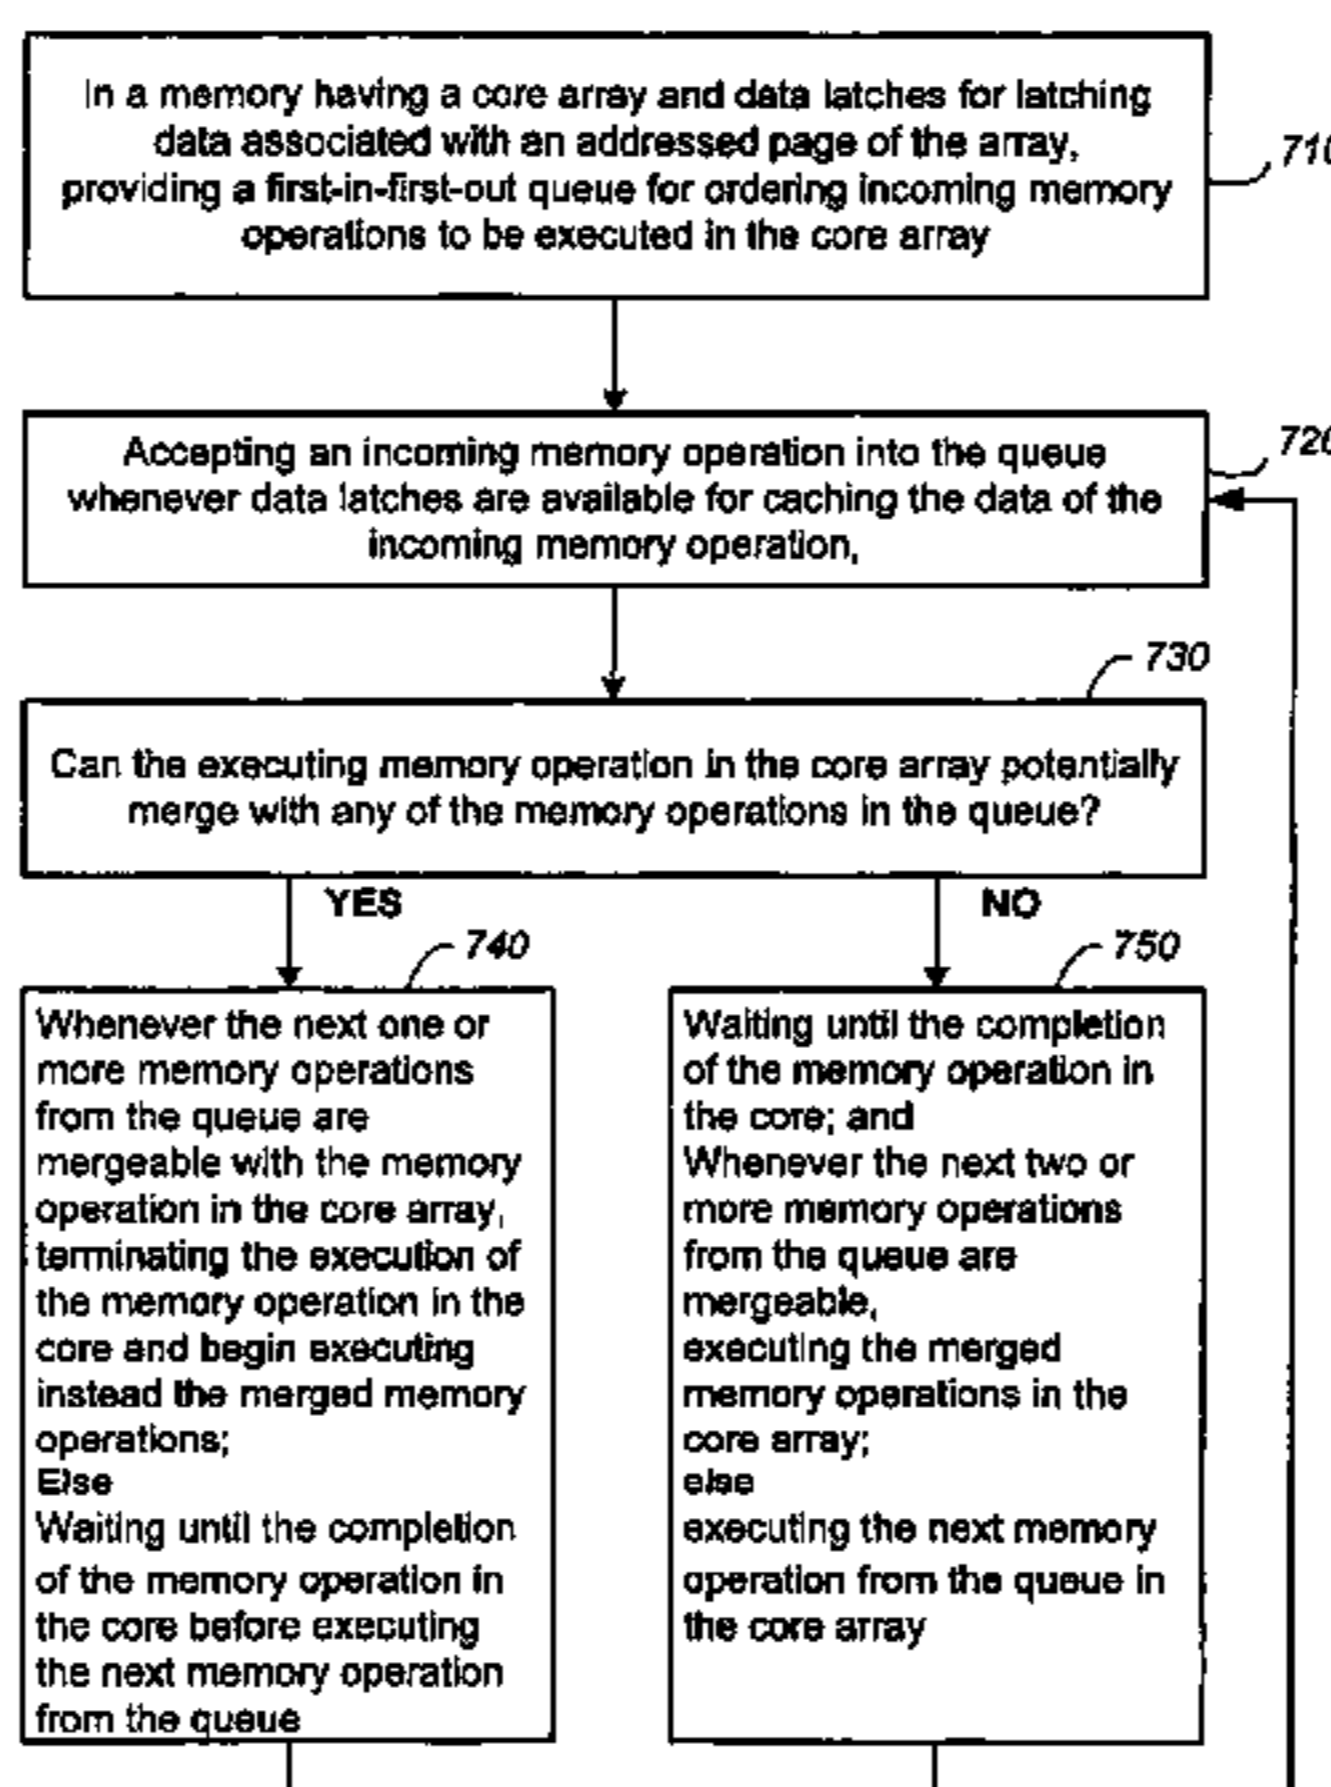 In a memory having a core array and data latches for latching
data associated with an addressed page of the array,
providing a first-in-first-out queue for ordering incoming memory
operations to be executed in the core array
710
Accepting an incoming memory operation into the queue
whenever data latches are available for caching the data of the
incoming memory operation,
720
730
Can the executing memory operation in the core array potentially
merge with any of the memory operations in the queue?
YES
NO
740
750
Whenever the next one or
more memory operations
from the queue are
mergeable with the memory
operation in the core array,
terminating the execution of
the memory operation in the
core and begin executing
instead the merged memory
operations;
Else
Waiting until the completion
of the memory operation in
the core before executing
the next memory operation
from the queue
Waiting until the completion
of the memory operation in
the core; and
Whenever the next two or
more memory operations
from the queue are
mergeable,
executing the merged
memory operations in the
core array;
else
executing the next memory
operation from the queue in
the core array